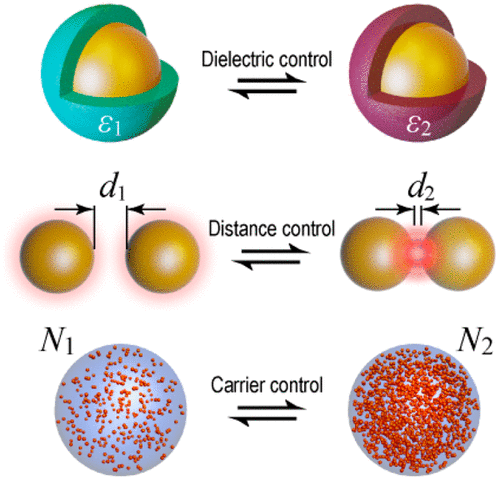 Dielectric control
ε1 ε2
d1 d2
Distance control
N1 N2
Carrier control